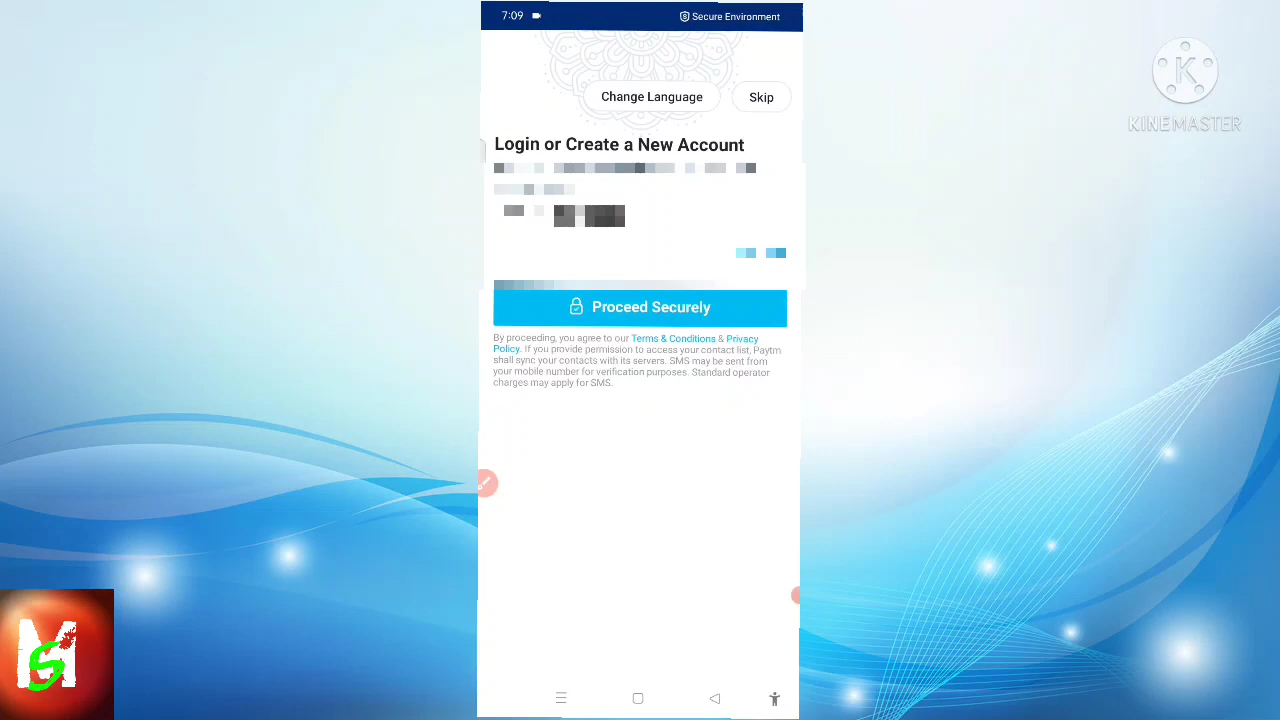 7:09
Secure Environment
Change Language
Skip
Login or Create a New Account
Proceed Securely
By proceeding, you agree to our Terms & Conditions & Privacy
Policy. If you provide permission to access your contact list, Paytm
shall sync your contacts with its servers. SMS may be sent from
your mobile number for verification purposes. Standard operator
charges may apply for SMS.
K
KINEMASTER
MS